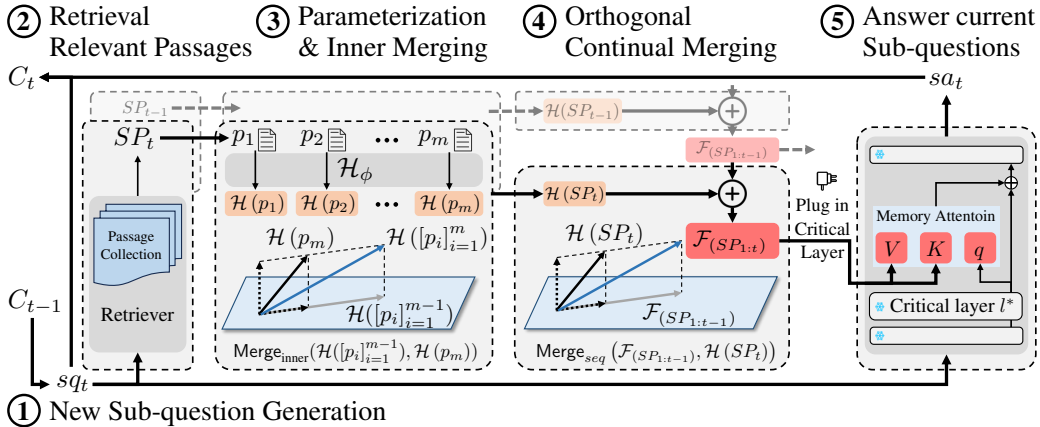 ② Retrieval
Relevant Passages
③ Parameterization
& Inner Merging
④ Orthogonal
Continual Merging
⑤ Answer current
Sub-questions
C_t
sa_t
SP_{t-1}
H(SP_{t-1})
F_{(SP_{1:t-1})}
SP_t
p_1 p_2 ••• p_m
H_ϕ
H(p_1) H(p_2) ••• H(p_m)
H(SP_t)
Plug in
Critical
Layer
Memory Attentoin
V K q
Passage
Collection
Retriever
H(p_m) H([p_i]_{i=1}^m)
H([p_i]_{i=1}^{m-1})
Merge_{inner}(H([p_i]_{i=1}^{m-1}), H(p_m))
H(SP_t)
F_{(SP_{1:t})}
F_{(SP_{1:t-1})}
Merge_{seq}(F_{(SP_{1:t-1})}, H(SP_t))
Critical layer l*
C_{t-1}
sq_t
① New Sub-question Generation